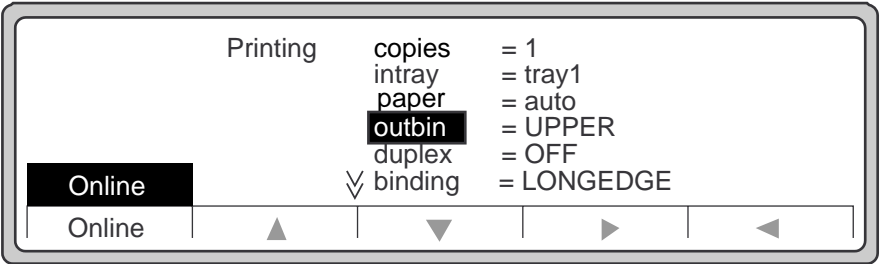 Printing copies = 1
intray = tray1
paper = auto
outbin = UPPER
duplex = OFF
Online binding = LONGEDGE
Online